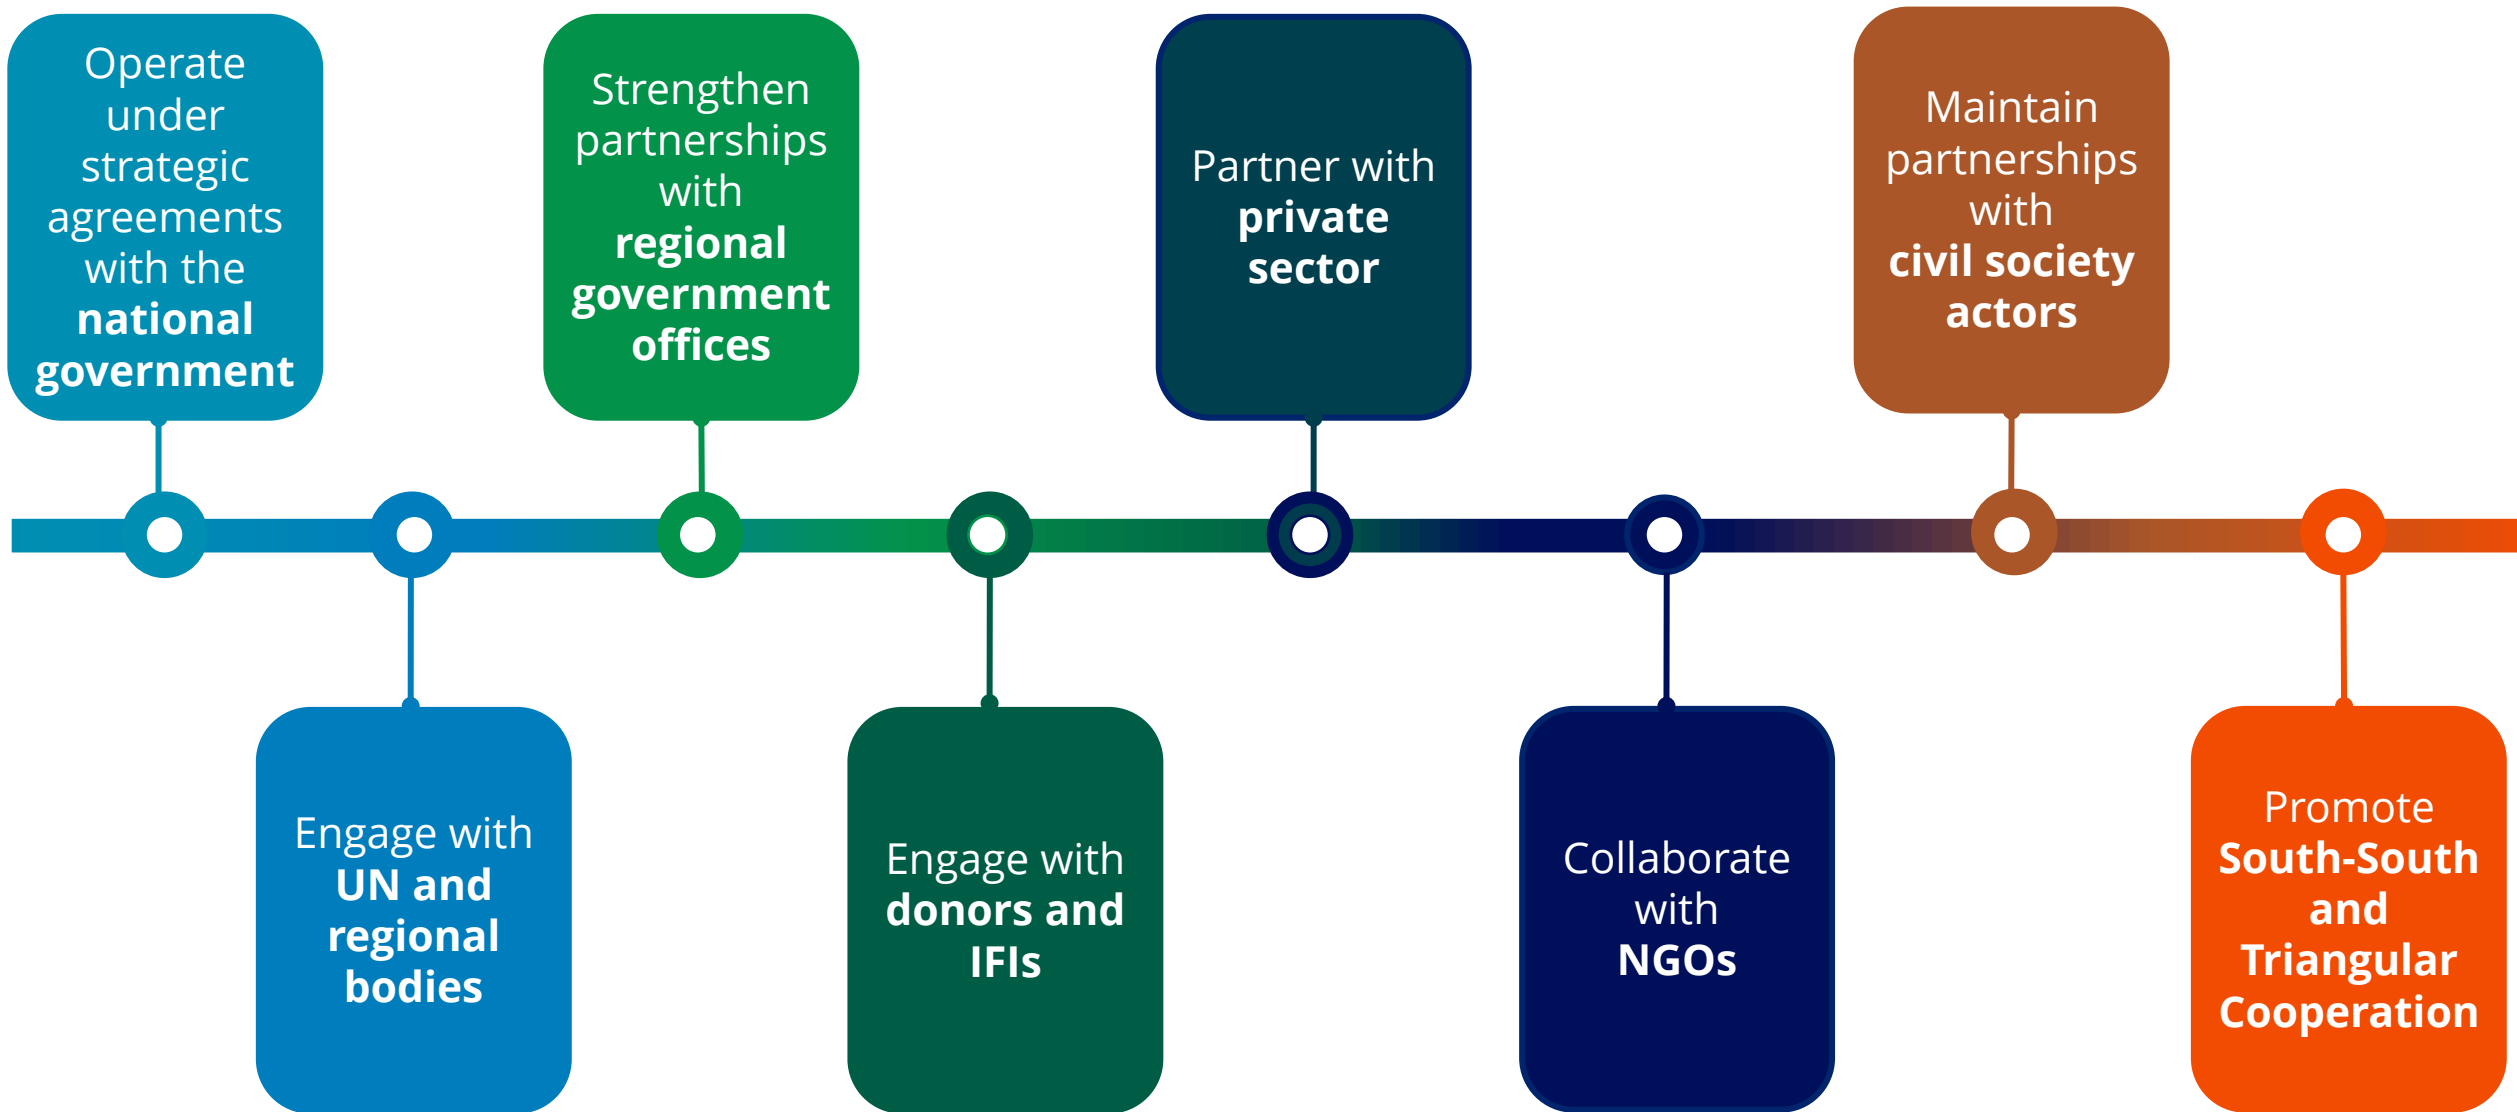 Operate
under
strategic
agreements
with the
national
government
Engage with
UN and
regional
bodies
Strengthen
partnerships
with
regional
government
offices
Engage with
donors and
IFIs
Partner with
private
sector
Collaborate
with
NGOs
Maintain
partnerships
with
civil society
actors
Promote
South-South
and
Triangular
Cooperation